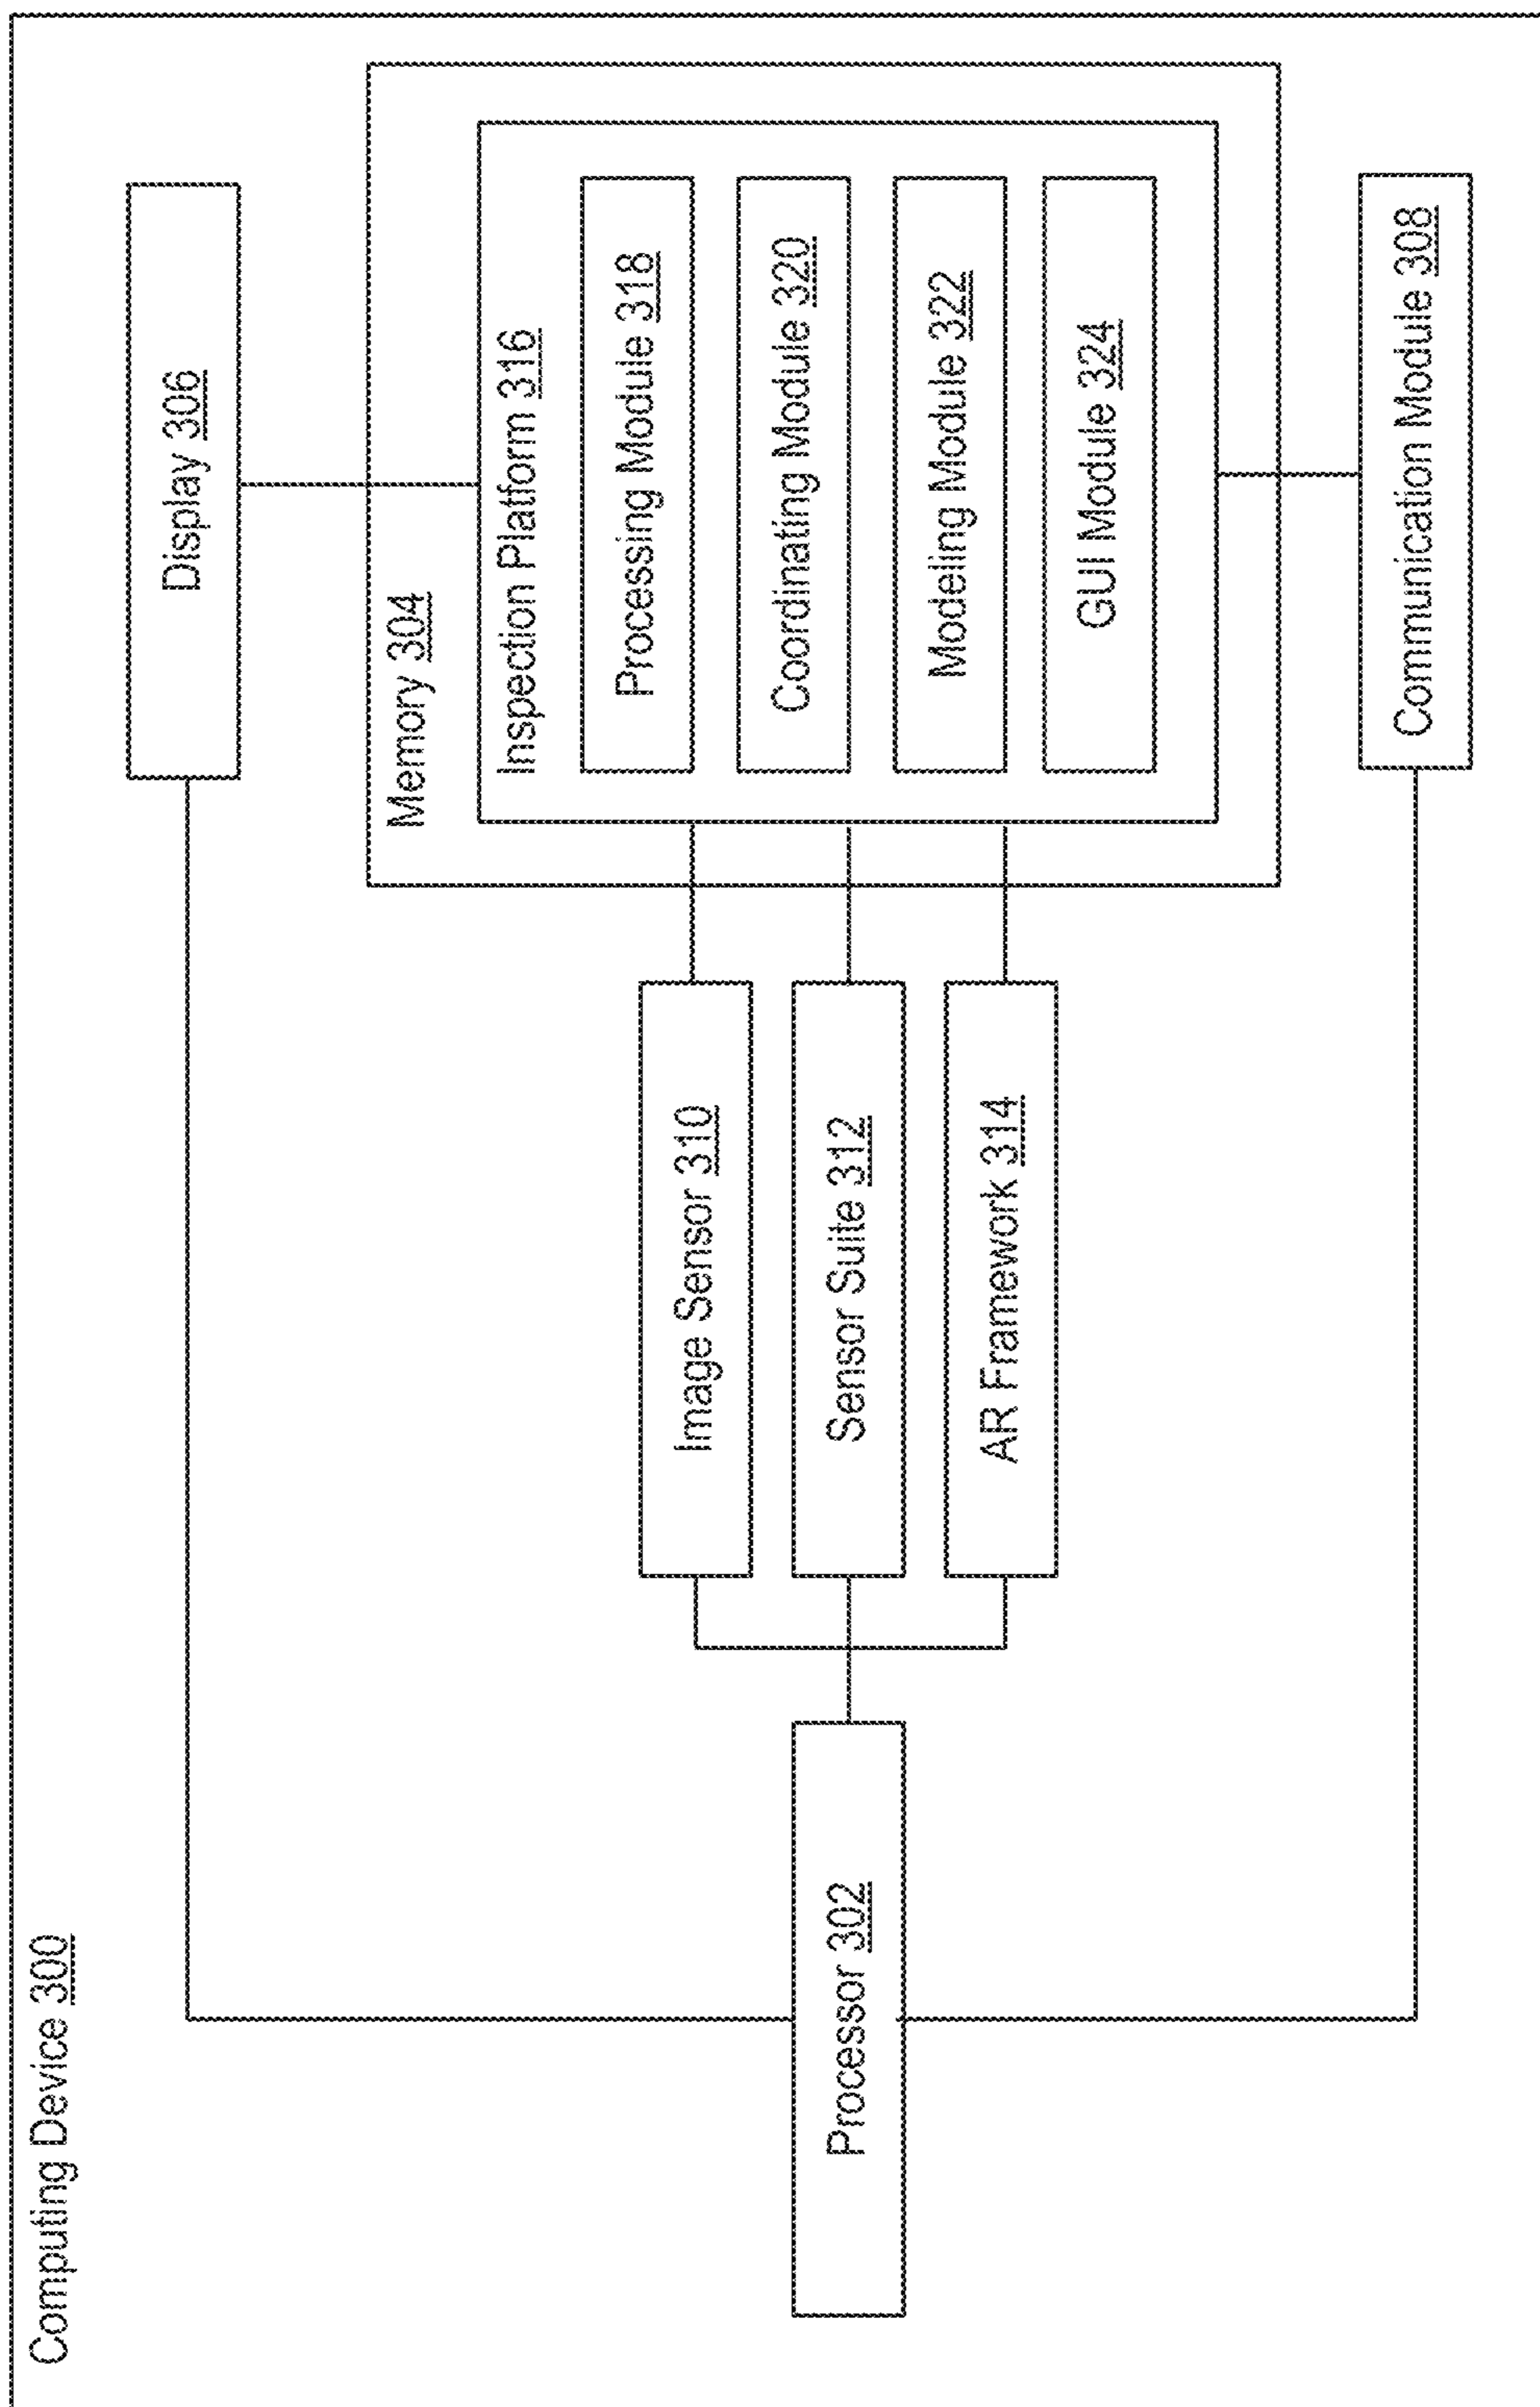 Computing Device 300
Display 306
Memory 304
Inspection Platform 316
Processing Module 318
Coordinating Module 320
Modeling Module 322
GUI Module 324
Image Sensor 310
Sensor Suite 312
AR Framework 314
Processor 302
Communication Module 308